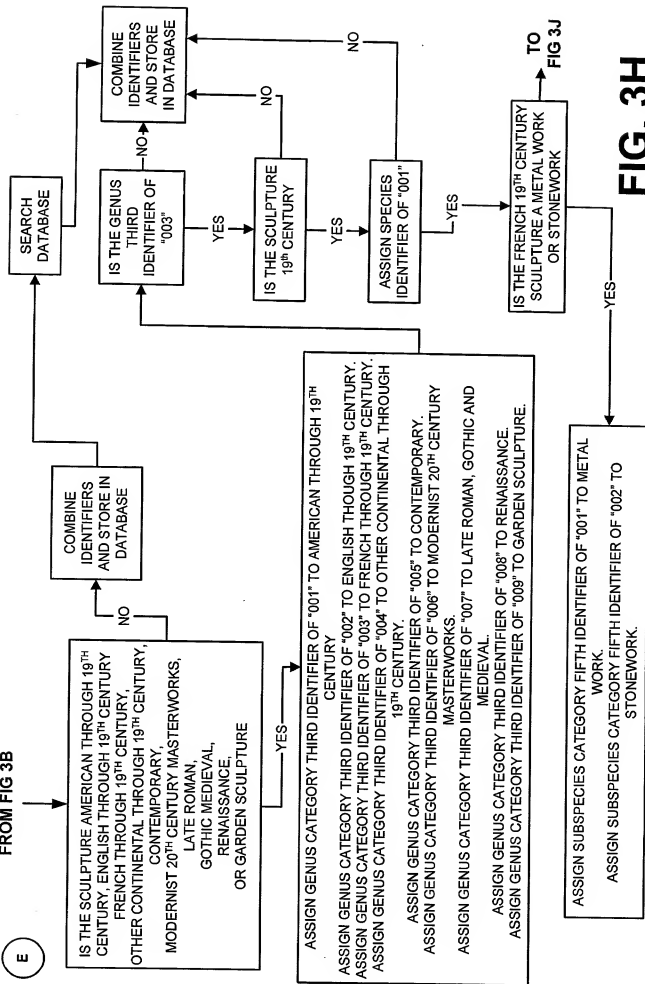 E
FROM FIG 3B
IS THE SCULPTURE AMERICAN THROUGH 19TH
CENTURY, ENGLISH THROUGH 19TH CENTURY
FRENCH THROUGH 19TH CENTURY,
OTHER CONTINENTAL THROUGH 19TH CENTURY,
CONTEMPORARY,
MODERNIST 20TH CENTURY MASTERWORKS,
LATE ROMAN,
GOTHIC MEDIEVAL,
RENAISSANCE,
OR GARDEN SCULPTURE
NO
COMBINE
IDENTIFIERS
AND STORE IN
DATABASE
SEARCH
DATABASE
YES
ASSIGN GENUS CATEGORY THIRD IDENTIFIER OF "001" TO AMERICAN THROUGH 19TH
CENTURY
ASSIGN GENUS CATEGORY THIRD IDENTIFIER OF "002" TO ENGLISH THOUGH 19TH CENTURY.
ASSIGN GENUS CATEGORY THIRD IDENTIFIER OF "003" TO FRENCH THROUGH 19TH CENTURY.
ASSIGN GENUS CATEGORY THIRD IDENTIFIER OF "004" TO OTHER CONTINENTAL THROUGH
19TH CENTURY.
ASSIGN GENUS CATEGORY THIRD IDENTIFIER OF "005" TO CONTEMPORARY.
ASSIGN GENUS CATEGORY THIRD IDENTIFIER OF "006" TO MODERNIST 20TH CENTURY
MASTERWORKS.
ASSIGN GENUS CATEGORY THIRD IDENTIFIER OF "007" TO LATE ROMAN, GOTHIC AND
MEDIEVAL.
ASSIGN GENUS CATEGORY THIRD IDENTIFIER OF "008" TO RENAISSANCE.
ASSIGN GENUS CATEGORY THIRD IDENTIFIER OF "009" TO GARDEN SCULPTURE.
IS THE GENUS
THIRD
IDENTIFIER OF
"003"
NO
COMBINE
IDENTIFIERS
AND STORE
IN DATABASE
YES
IS THE SCULPTURE
19th CENTURY
NO
YES
ASSIGN SPECIES
IDENTIFIER OF "001"
NO
YES
IS THE FRENCH 19TH CENTURY
SCULPTURE A METAL WORK
OR STONEWORK
TO
FIG 3J
YES
ASSIGN SUBSPECIES CATEGORY FIFTH IDENTIFIER OF "001" TO METAL
WORK.
ASSIGN SUBSPECIES CATEGORY FIFTH IDENTIFIER OF "002" TO
STONEWORK.
FIG. 3H